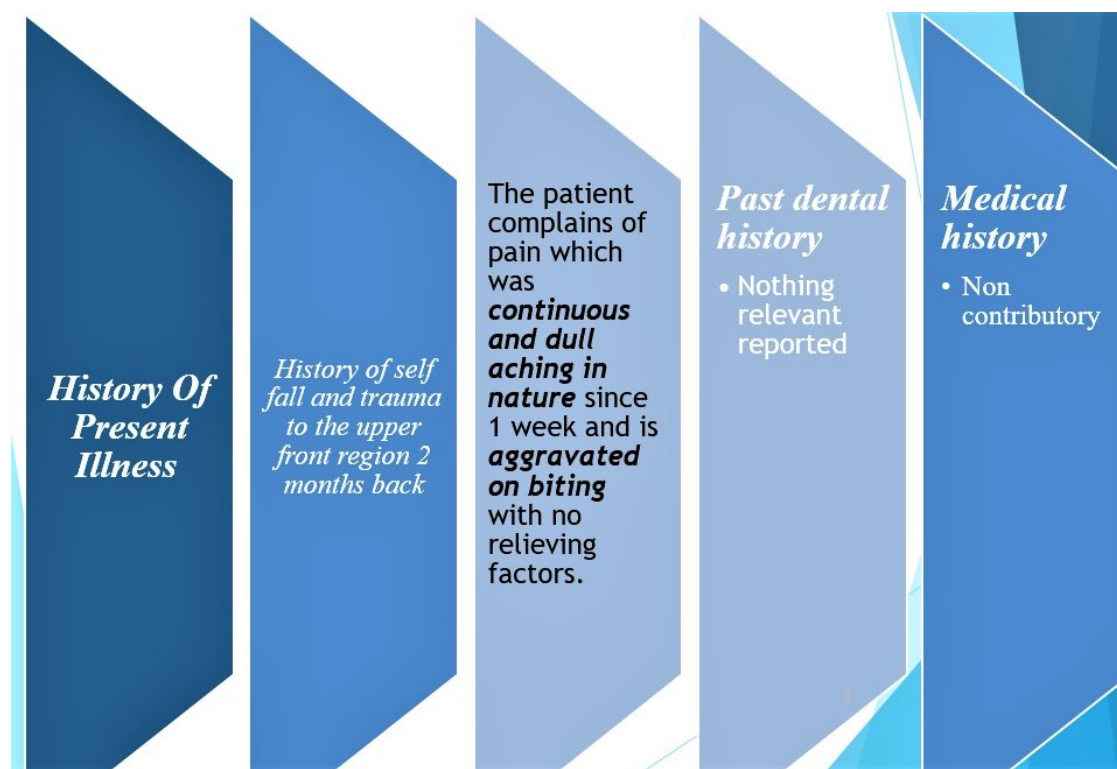 History Of
Present
Illness
History of self
fall and trauma
to the upper
front region 2
months back
The patient
complains of
pain which
was
continuous
and dull
aching in
nature since
1 week and is
aggravated
on biting
with no
relieving
factors.
Past dental
history
• Nothing
relevant
reported
Medical
history
• Non
contributory
4